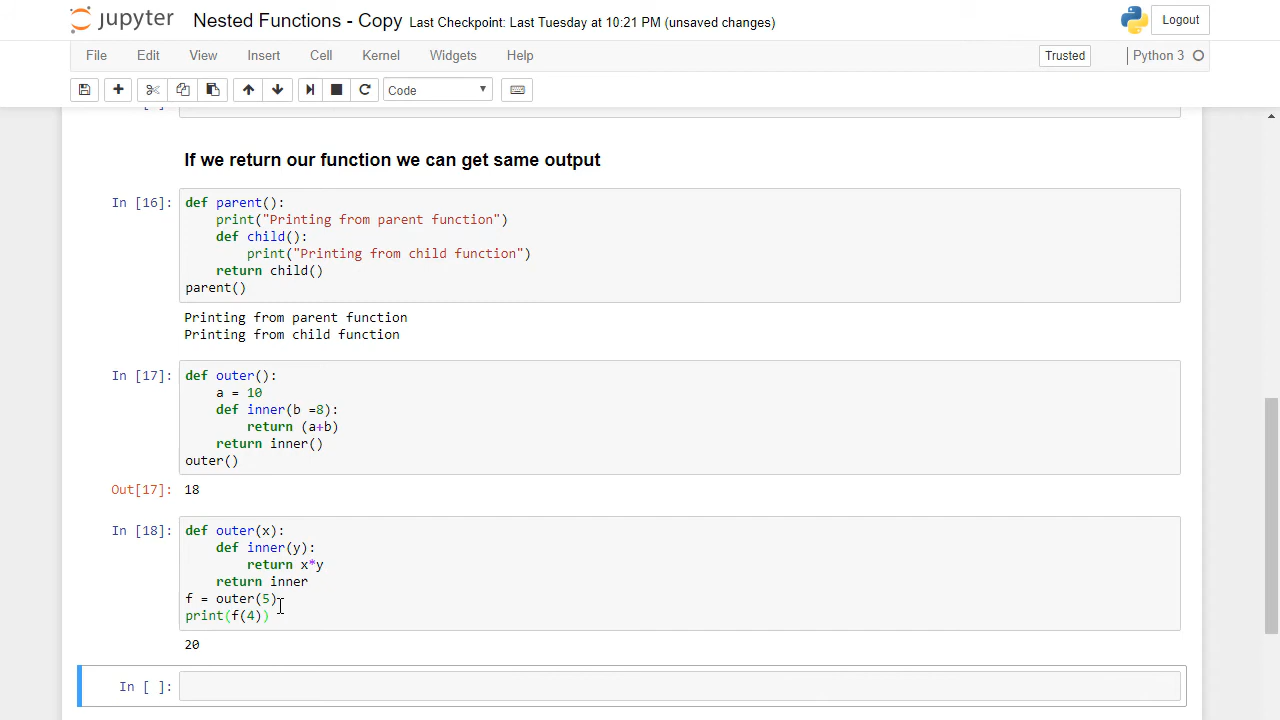 jupyter Nested Functions - Copy Last Checkpoint: Last Tuesday at 10:21 PM (unsaved changes) Logout
File Edit View Insert Cell Kernel Widgets Help Trusted Python 3
Code
If we return our function we can get same output
In [16]: def parent():
    print("Printing from parent function")
    def child():
        print("Printing from child function")
    return child()
parent()
Printing from parent function
Printing from child function
In [17]: def outer():
    a = 10
    def inner(b =8):
        return (a+b)
    return inner()
outer()
Out[17]: 18
In [18]: def outer(x):
    def inner(y):
        return x*y
    return inner
f = outer(5)
print(f(4))
20
In [ ]: